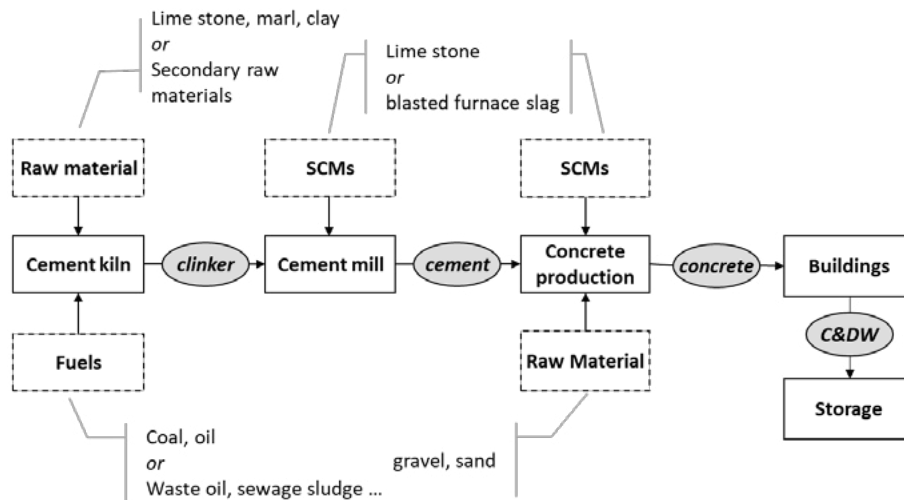 Lime stone, marl, clay
or
Secondary raw
materials
Lime stone
or
blasted furnace slag
Raw material
SCMs
SCMs
Cement kiln
clinker
Cement mill
cement
Concrete
production
concrete
Buildings
C&DW
Fuels
Raw Material
Storage
Coal, oil
or
Waste oil, sewage sludge ...
gravel, sand